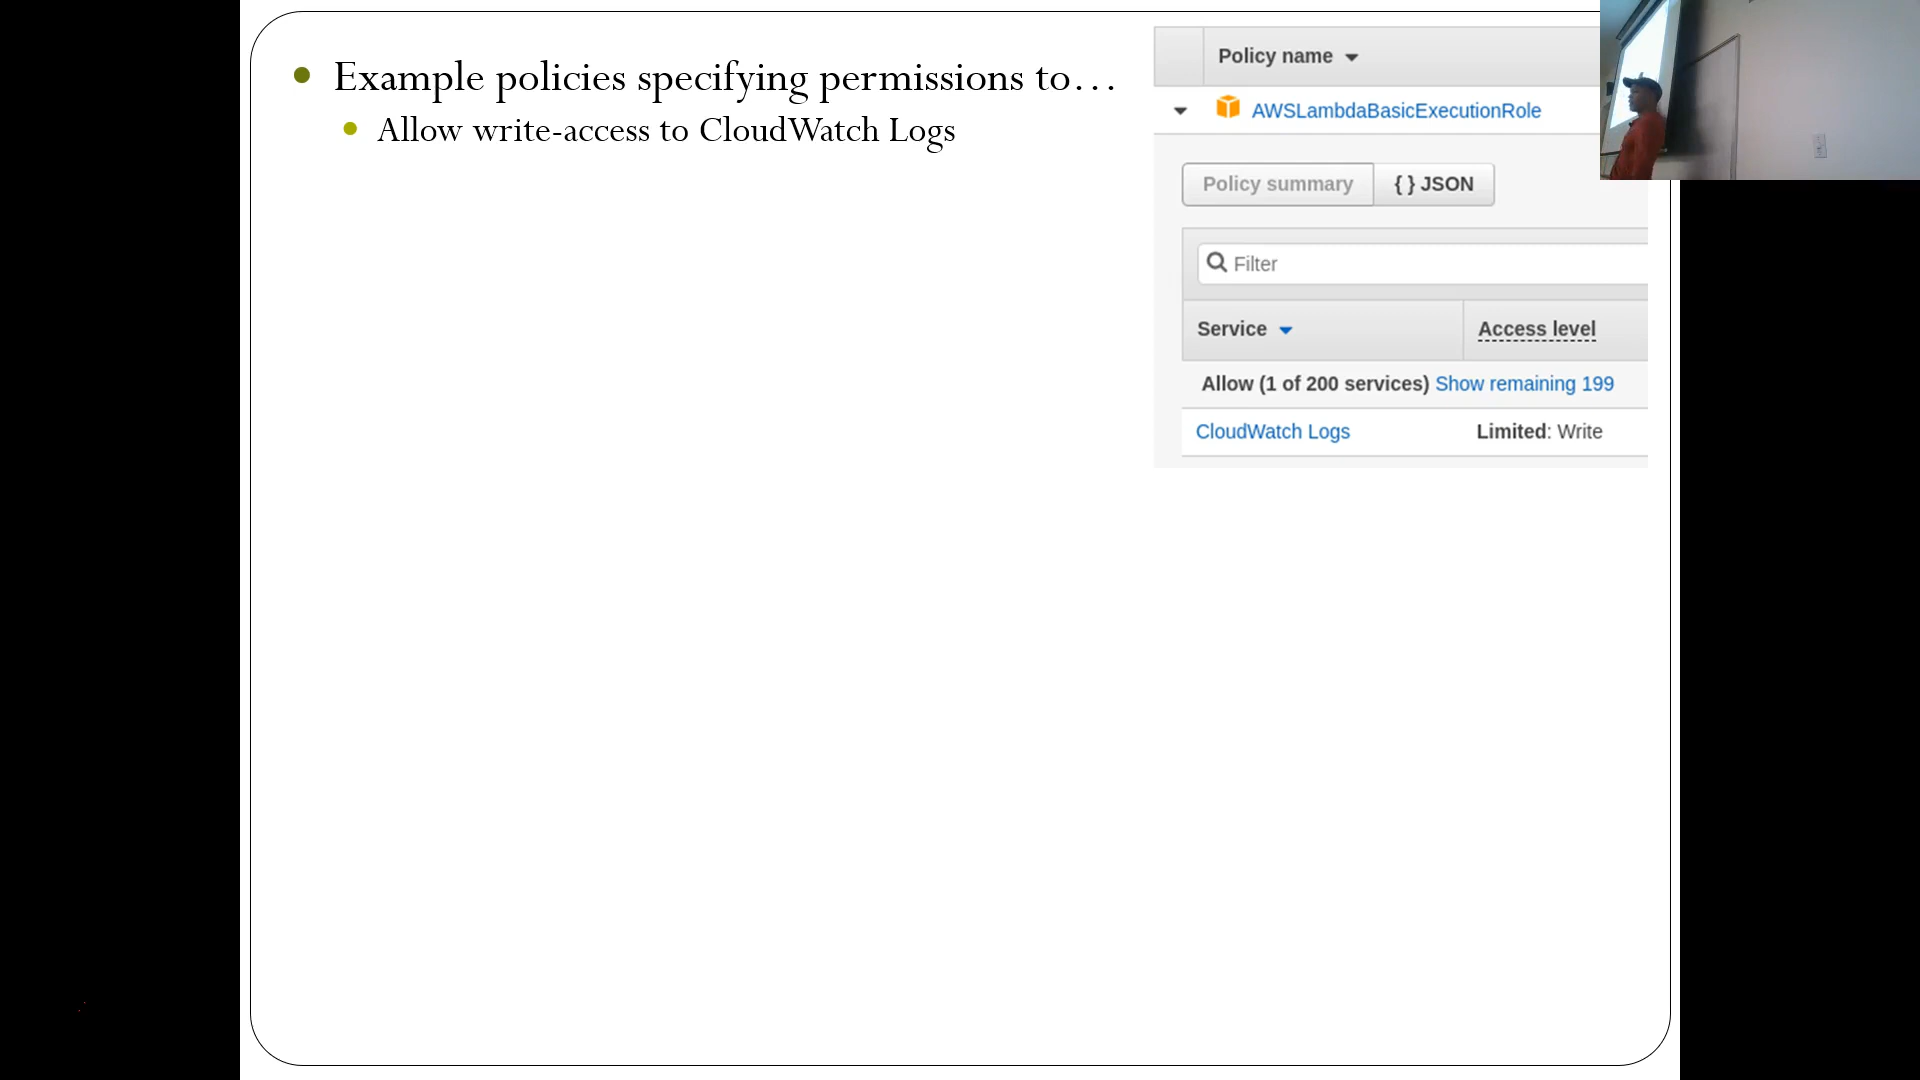 Example policies specifying permissions to…
Allow write-access to CloudWatch Logs
Policy name
AWSLambdaBasicExecutionRole
Policy summary
{ } JSON
Filter
Service
Access level
Allow (1 of 200 services) Show remaining 199
CloudWatch Logs
Limited: Write